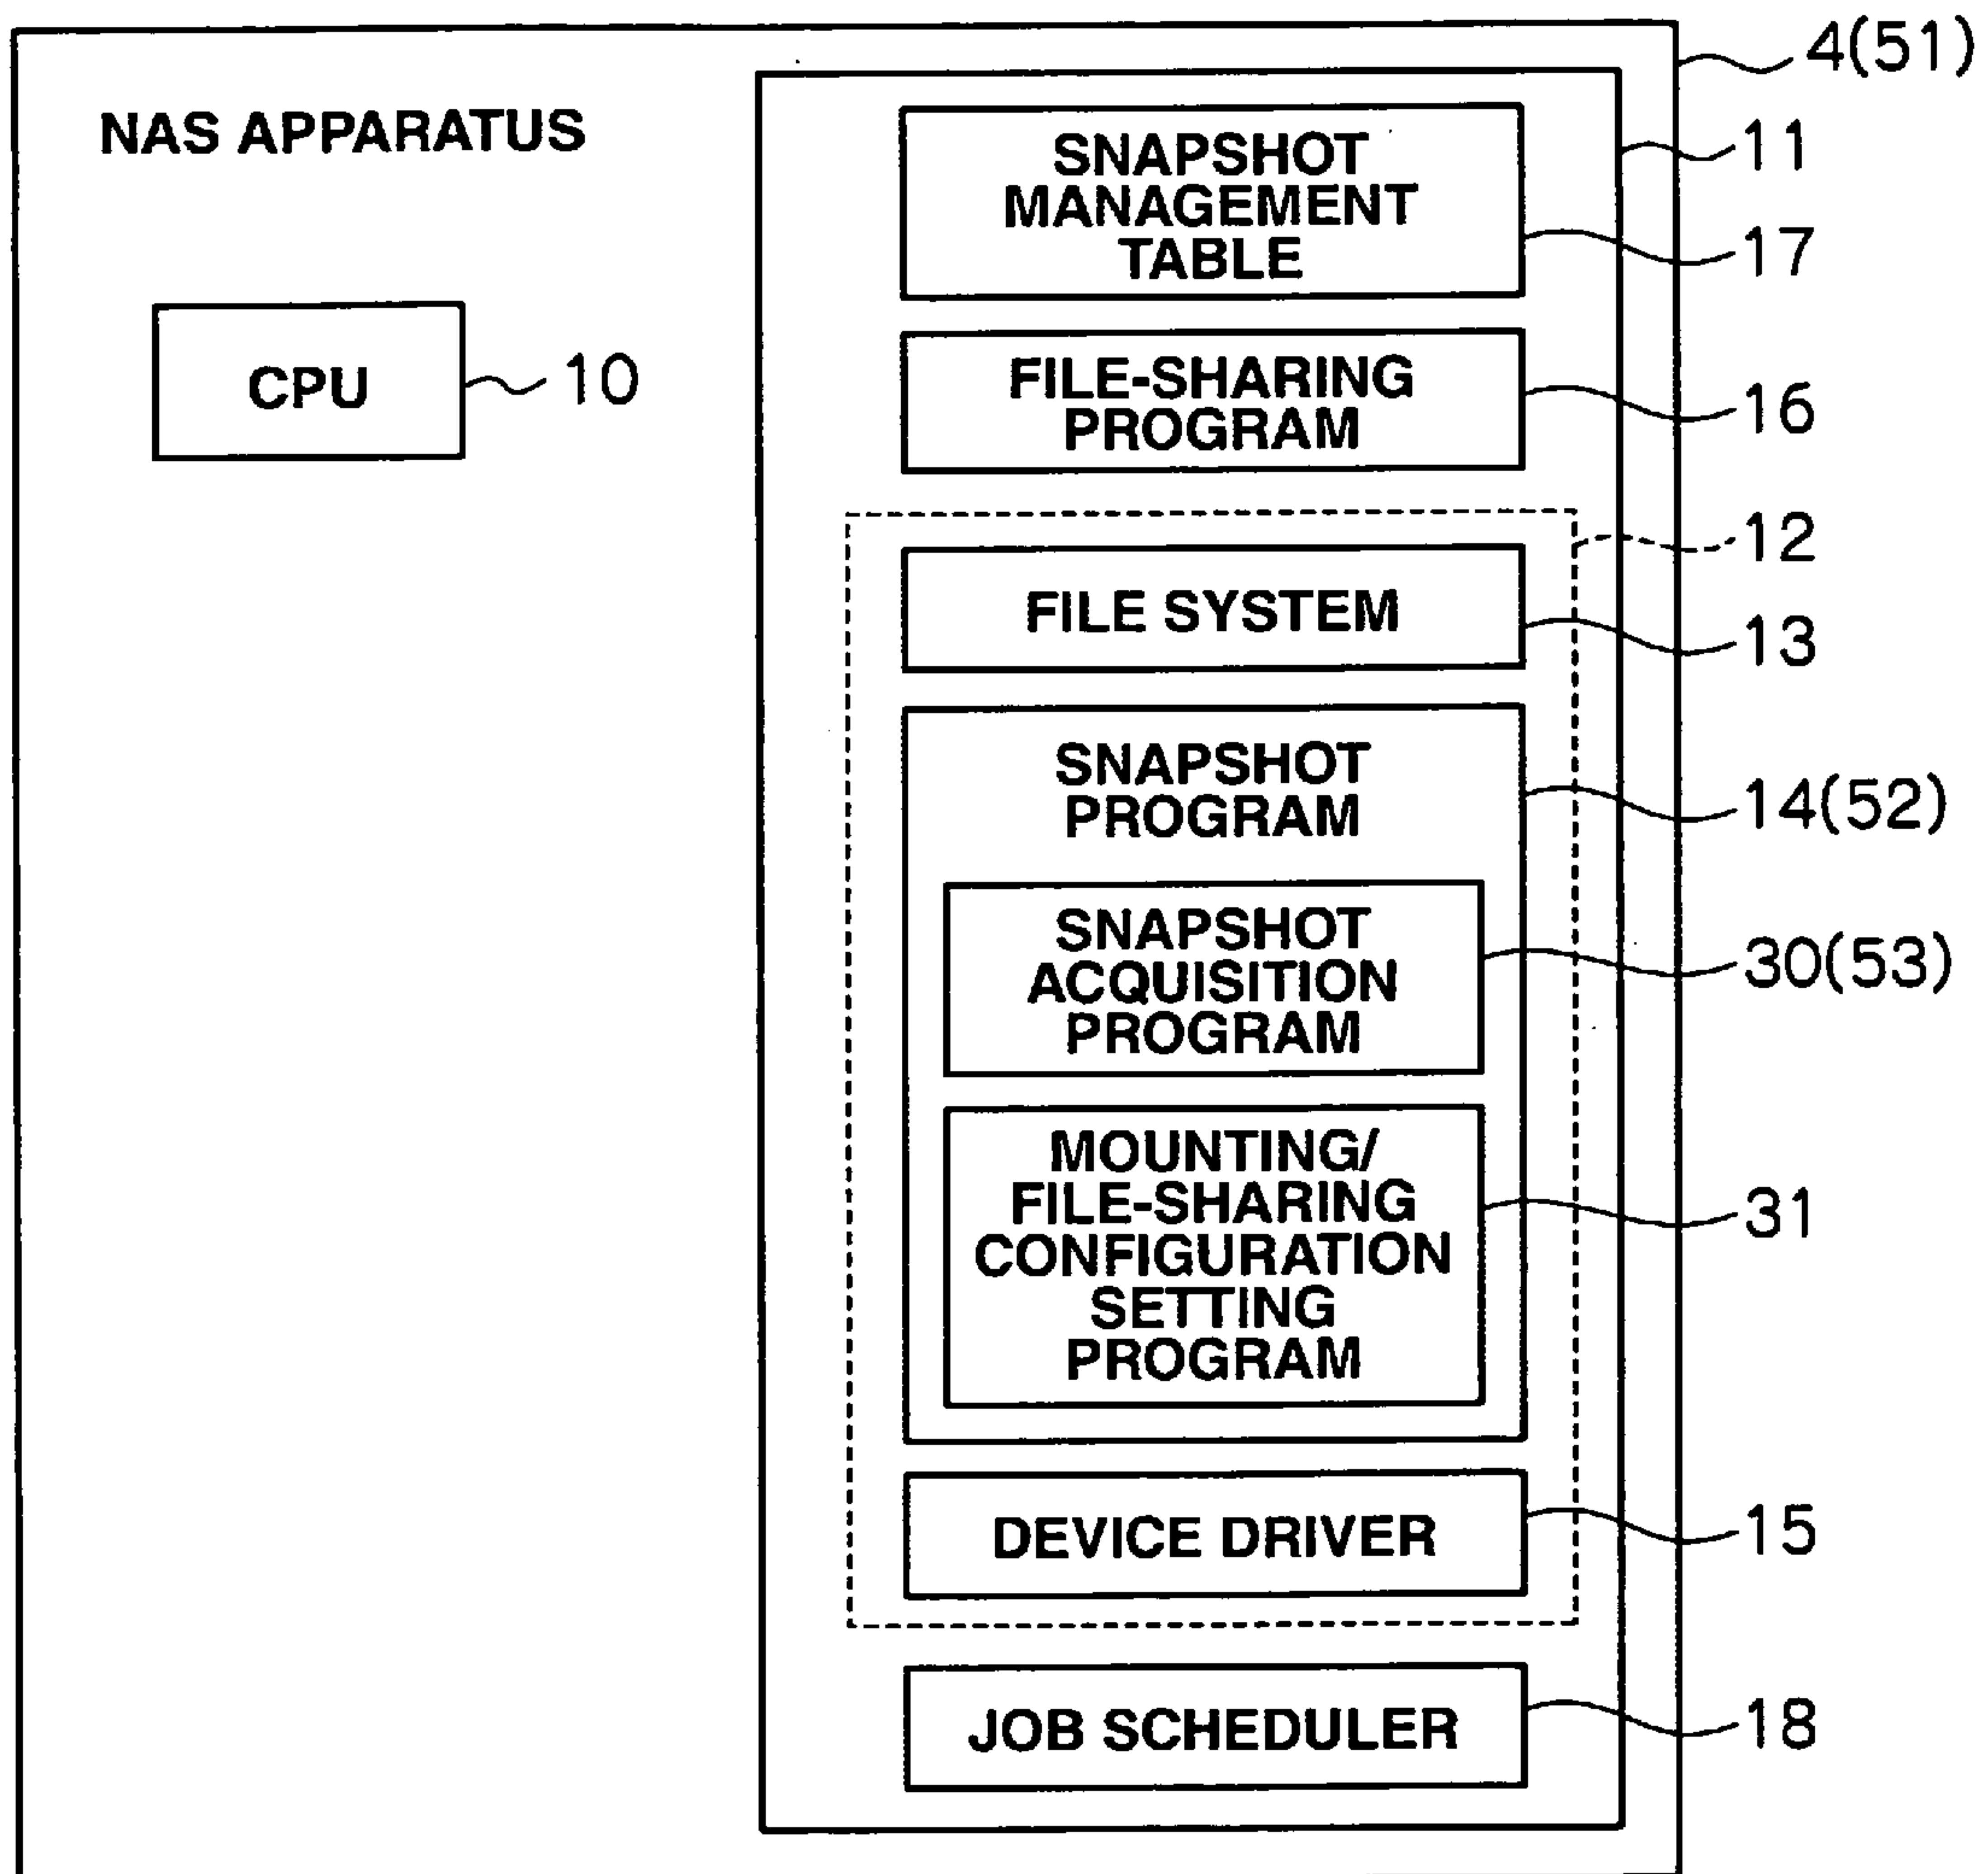 4(51)
NAS APPARATUS
11
SNAPSHOT
MANAGEMENT
TABLE
17
CPU
10
FILE-SHARING
PROGRAM
16
12
FILE SYSTEM
13
SNAPSHOT
PROGRAM
14(52)
SNAPSHOT
ACQUISITION
PROGRAM
30(53)
MOUNTING/
FILE-SHARING
CONFIGURATION
SETTING
PROGRAM
31
DEVICE DRIVER
15
JOB SCHEDULER
18